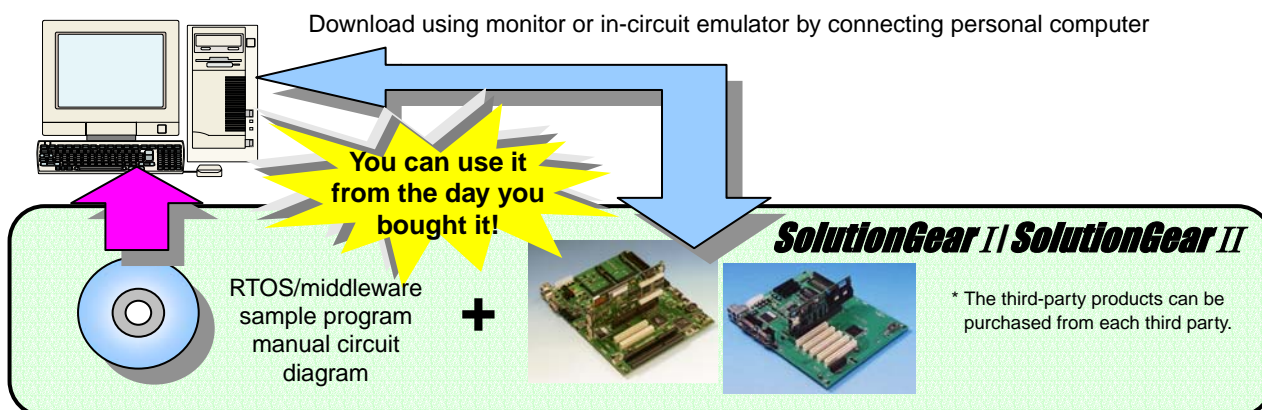 Download using monitor or in-circuit emulator by connecting personal computer
You can use it
from the day you
bought it!
SolutionGear I / SolutionGear II
RTOS/middleware
sample program
manual circuit
diagram
+
* The third-party products can be
purchased from each third party.